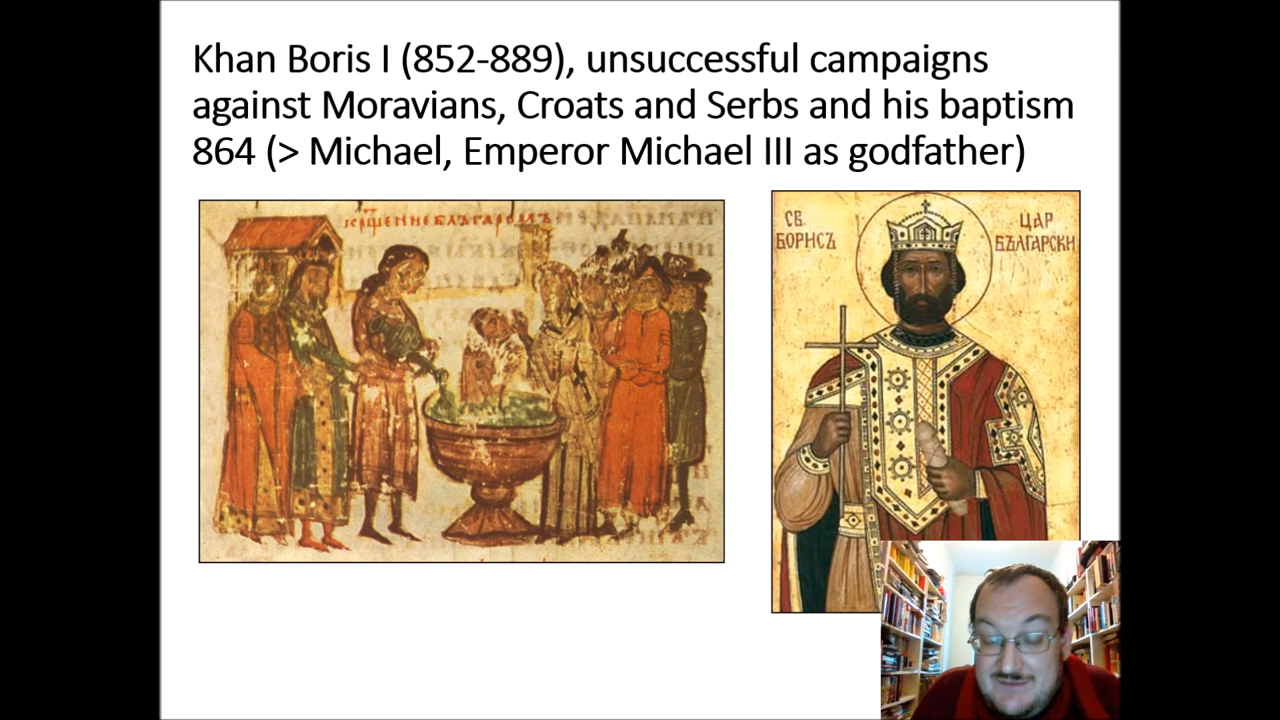 Khan Boris I (852-889), unsuccessful campaigns
against Moravians, Croats and Serbs and his baptism
864 (> Michael, Emperor Michael III as godfather)
СВ. БОРИСЪ
ЦАР БЪЛГАРСКИ